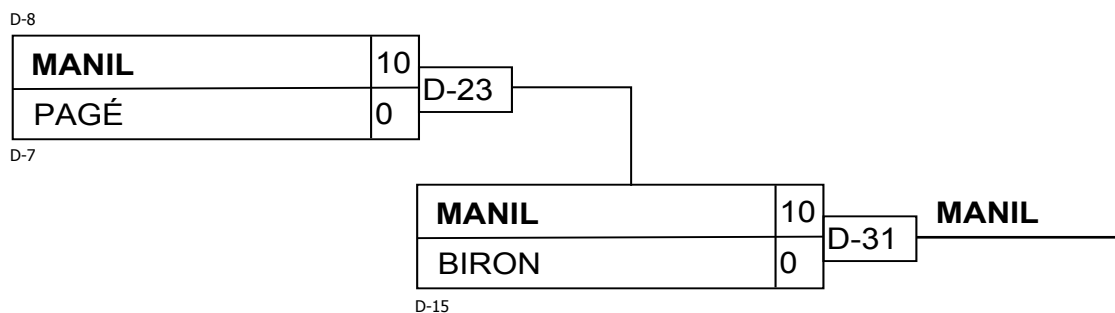 D-8
MANIL 10
D-23
PAGÉ 0
D-7
MANIL 10 MANIL
D-31
BIRON 0
D-15